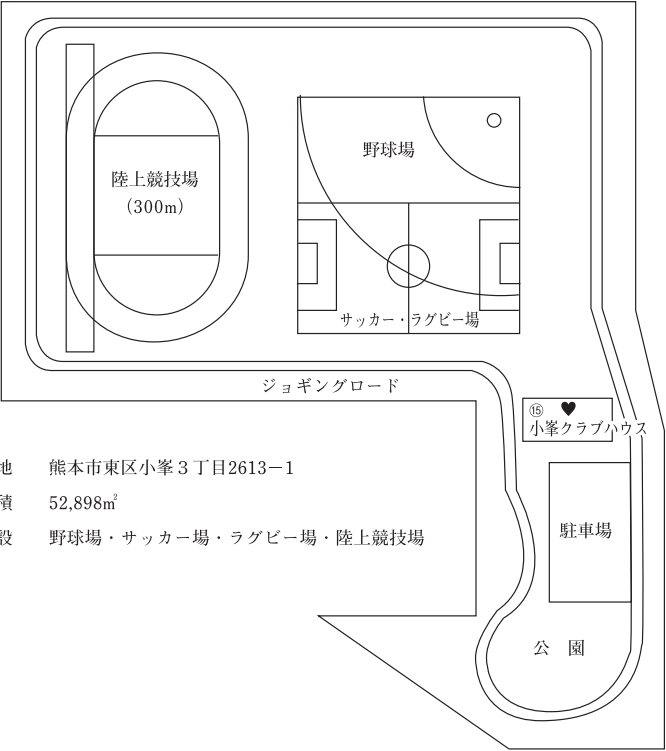 陸上競技場
（300m）
野球場
サッカー・ラグビー場
ジョギングロード
⑮ ♥
小峯クラブハウス
地　熊本市東区小峯３丁目2613－1
積　52,898㎡
設　野球場・サッカー場・ラグビー場・陸上競技場
駐車場
公　園